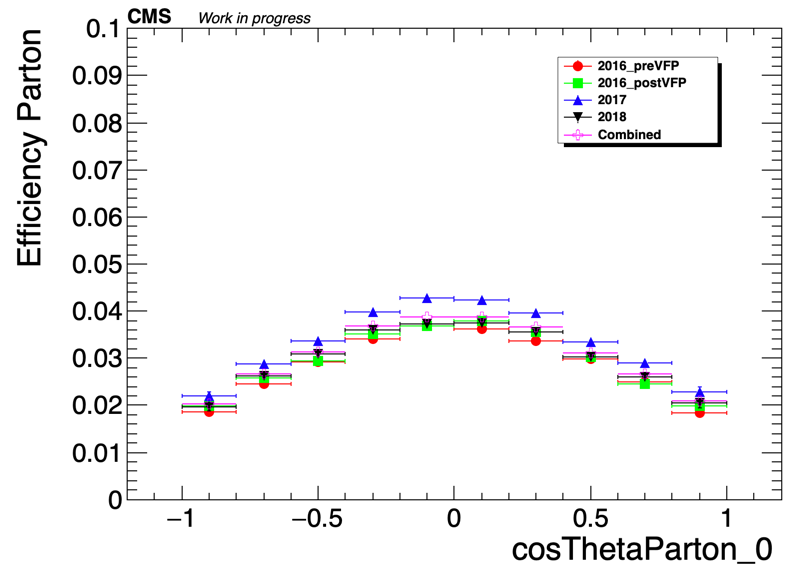 CMS Work in progress
Efficiency Parton
0.1
0.09
0.08
0.07
0.06
0.05
0.04
0.03
0.02
0.01
0
2016_preVFP
2016_postVFP
2017
2018
Combined
−1 −0.5 0 0.5 1
cosThetaParton_0